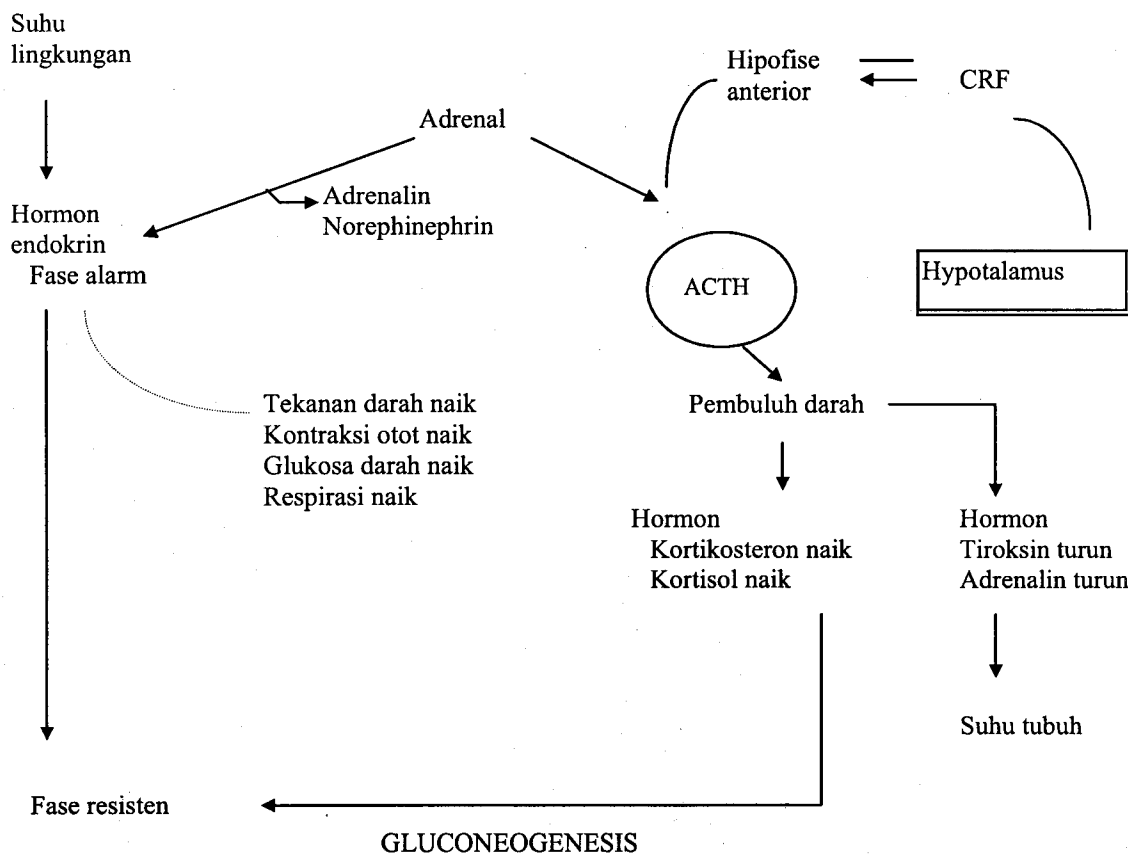 Suhu
lingkungan
Hipofise
anterior
CRF
Adrenal
Adrenalin
Norephinephrin
Hormon
endokrin
Fase alarm
ACTH
Hypotalamus
Tekanan darah naik
Kontraksi otot naik
Glukosa darah naik
Respirasi naik
Pembuluh darah
Hormon
Kortikosteron naik
Kortisol naik
Hormon
Tiroksin turun
Adrenalin turun
Suhu tubuh
Fase resisten
GLUCONEOGENESIS